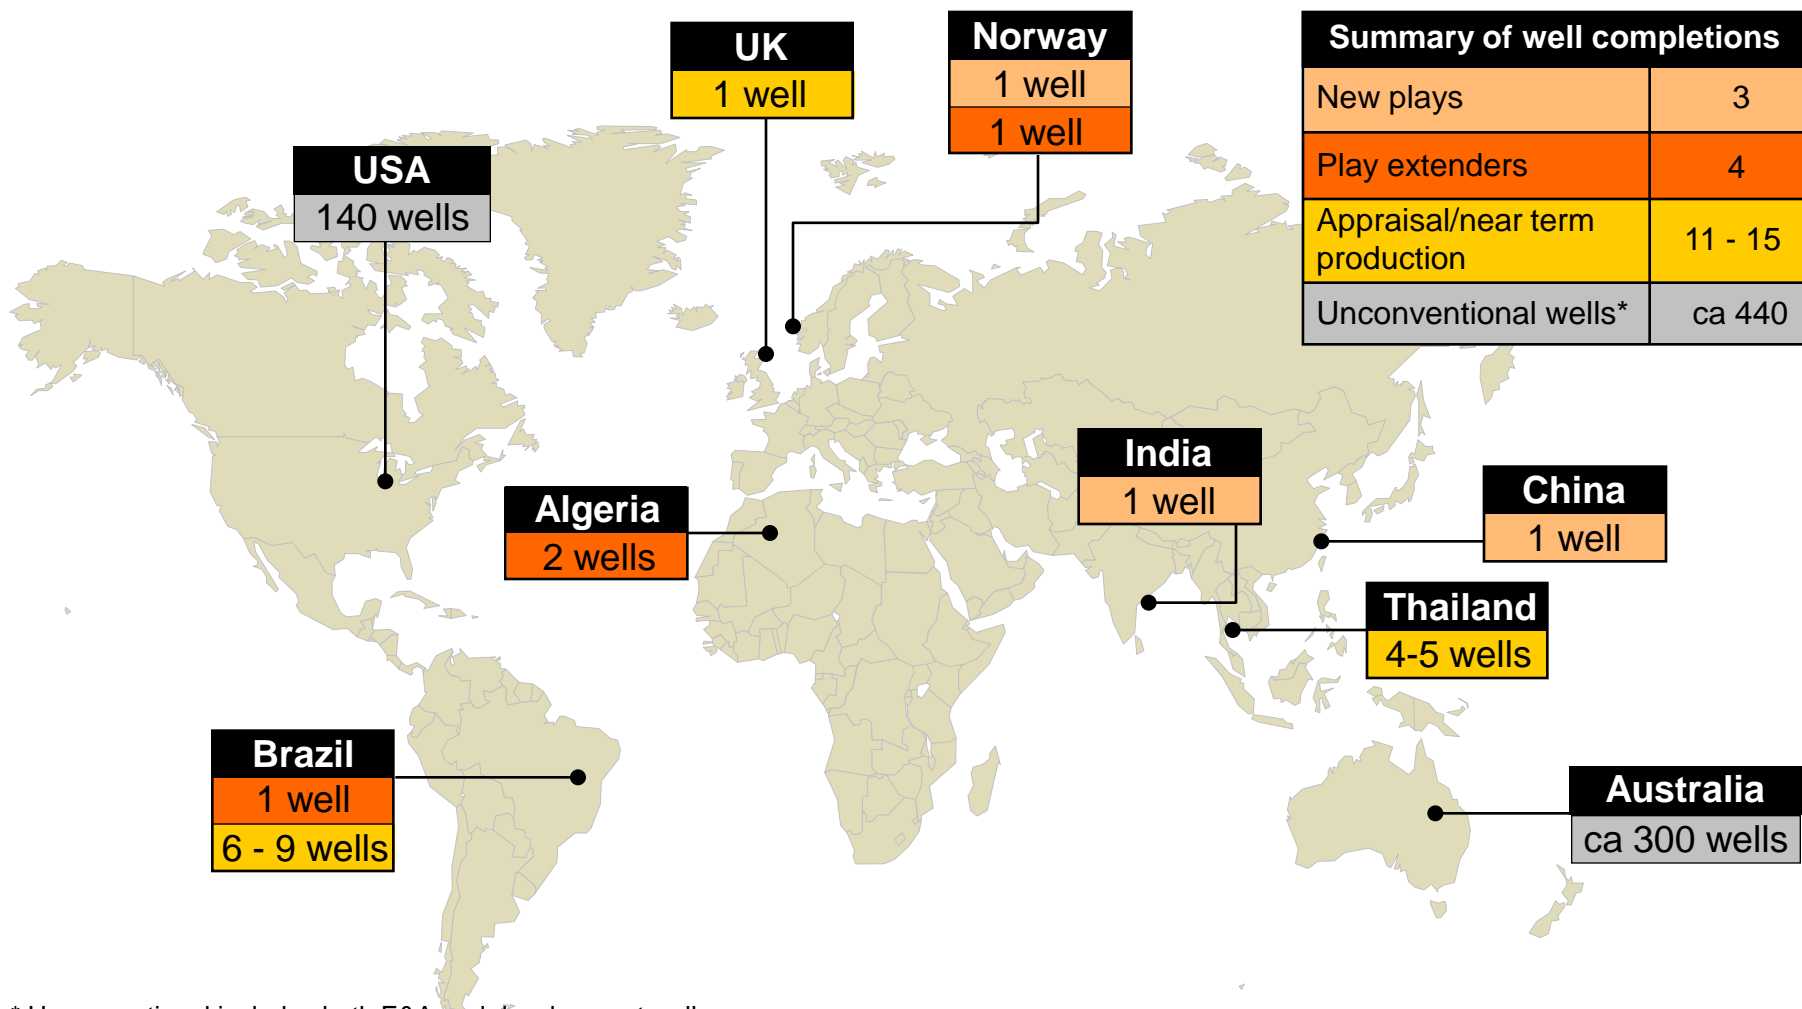 UK
1 well
Norway
1 well
1 well
Summary of well completions
New plays 3
Play extenders 4
Appraisal/near term
production 11 - 15
Unconventional wells* ca 440
USA
140 wells
India
1 well
China
1 well
Algeria
2 wells
Thailand
4-5 wells
Brazil
1 well
6 - 9 wells
Australia
ca 300 wells